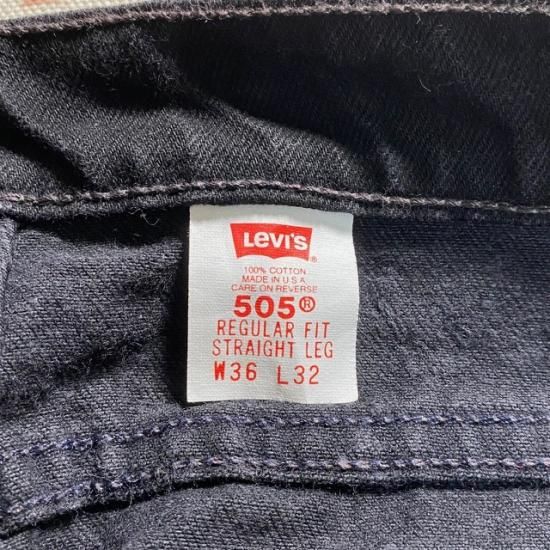 Levi's®
100% COTTON
MADE IN U.S.A.
CARE ON REVERSE
505®
REGULAR FIT
STRAIGHT LEG
W36 L32